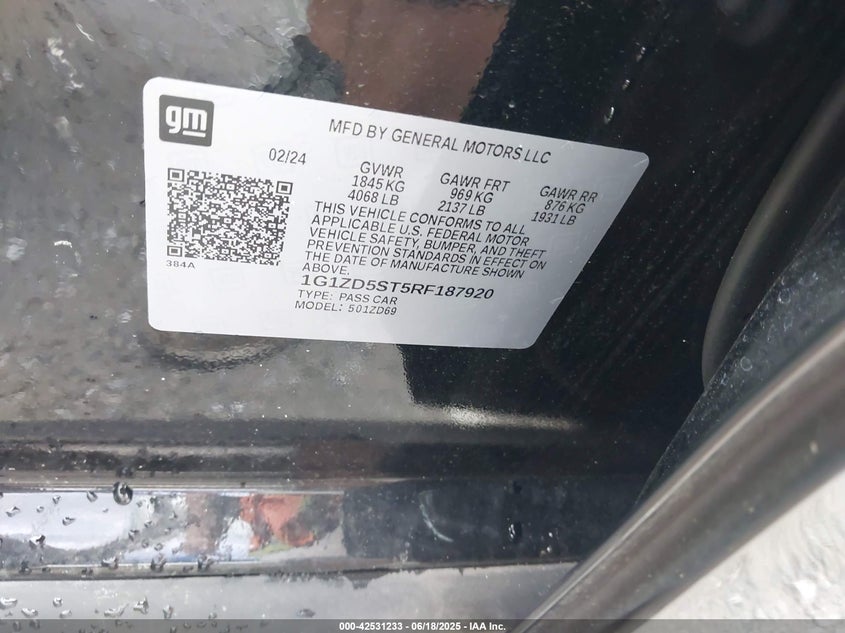 gm
MFD BY GENERAL MOTORS LLC
02/24
GVWR
1845 KG
4068 LB
GAWR FRT
969 KG
2137 LB
GAWR RR
876 KG
1931 LB
THIS VEHICLE CONFORMS TO ALL
APPLICABLE U.S. FEDERAL MOTOR
VEHICLE SAFETY, BUMPER, AND THEFT
PREVENTION STANDARDS IN EFFECT ON
THE DATE OF MANUFACTURE SHOWN
ABOVE.
384A
1G1ZD5ST5RF187920
TYPE: PASS CAR
MODEL: 501ZD69
000-42531233 - 06/18/2025 - IAA Inc.